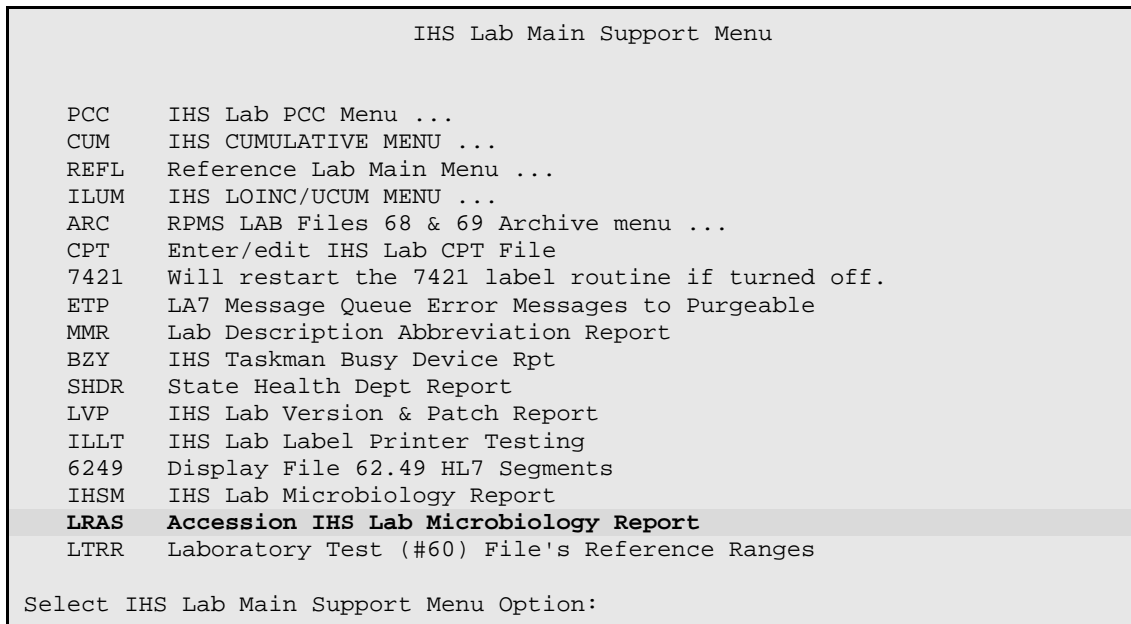 IHS Lab Main Support Menu
PCC IHS Lab PCC Menu ...
CUM IHS CUMULATIVE MENU ...
REFL Reference Lab Main Menu ...
ILUM IHS LOINC/UCUM MENU ...
ARC RPMS LAB Files 68 & 69 Archive menu ...
CPT Enter/edit IHS Lab CPT File
7421 Will restart the 7421 label routine if turned off.
ETP LA7 Message Queue Error Messages to Purgeable
MMR Lab Description Abbreviation Report
BZY IHS Taskman Busy Device Rpt
SHDR State Health Dept Report
LVP IHS Lab Version & Patch Report
ILLT IHS Lab Label Printer Testing
6249 Display File 62.49 HL7 Segments
IHSM IHS Lab Microbiology Report
LRAS Accession IHS Lab Microbiology Report
LTRR Laboratory Test (#60) File's Reference Ranges
Select IHS Lab Main Support Menu Option: